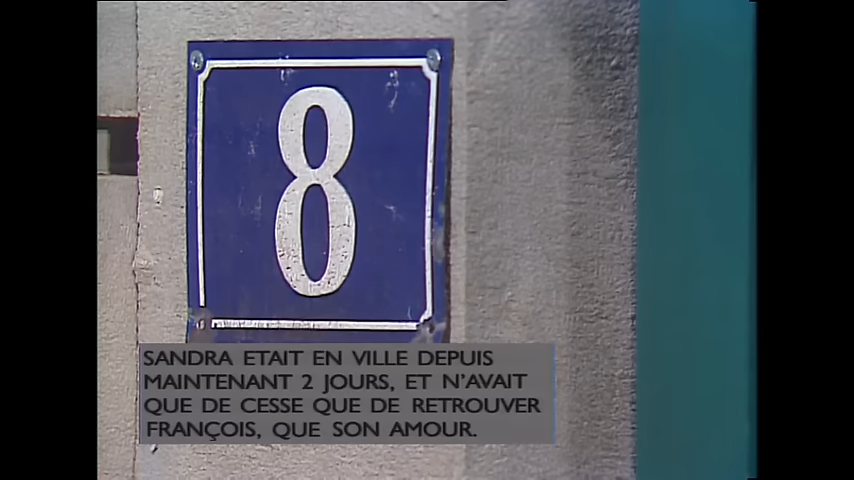 8
SANDRA ETAIT EN VILLE DEPUIS
MAINTENANT 2 JOURS, ET N'AVAIT
QUE DE CESSE QUE DE RETROUVER
FRANÇOIS, QUE SON AMOUR.